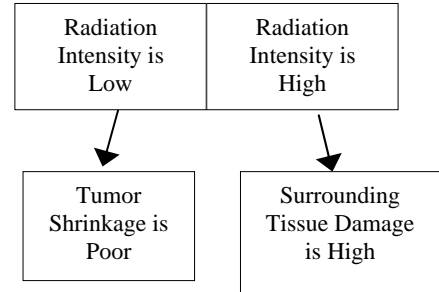 Radiation
Intensity is
Low
Radiation
Intensity is
High
Tumor
Shrinkage is
Poor
Surrounding
Tissue Damage
is High